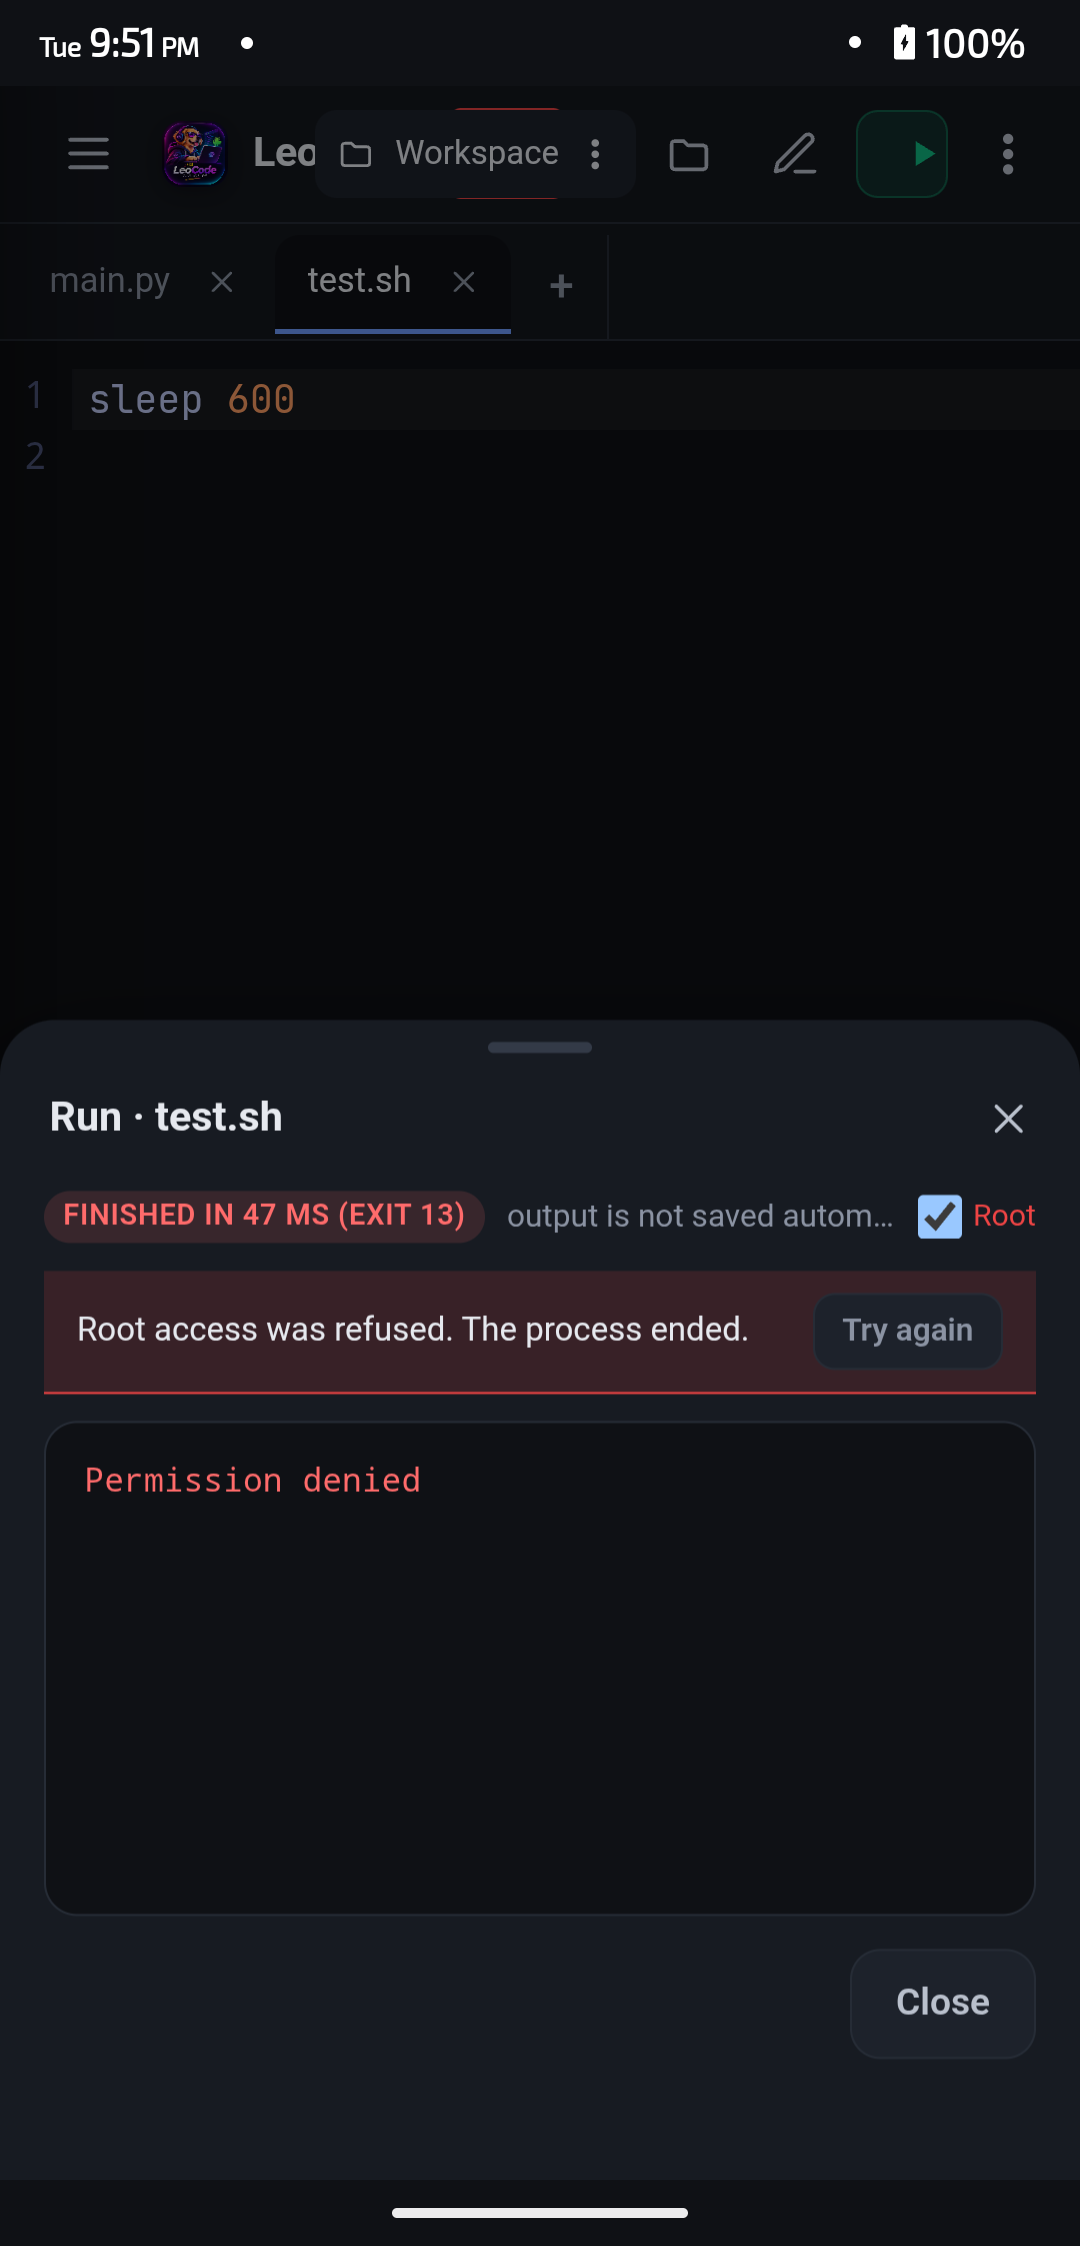 Tue 9:51 PM 100%
LeoCode
Leo
Workspace
main.py
test.sh
+
1 sleep 600
2
Run · test.sh
FINISHED IN 47 MS (EXIT 13)
output is not saved autom...
Root
Root access was refused. The process ended.
Try again
Permission denied
Close